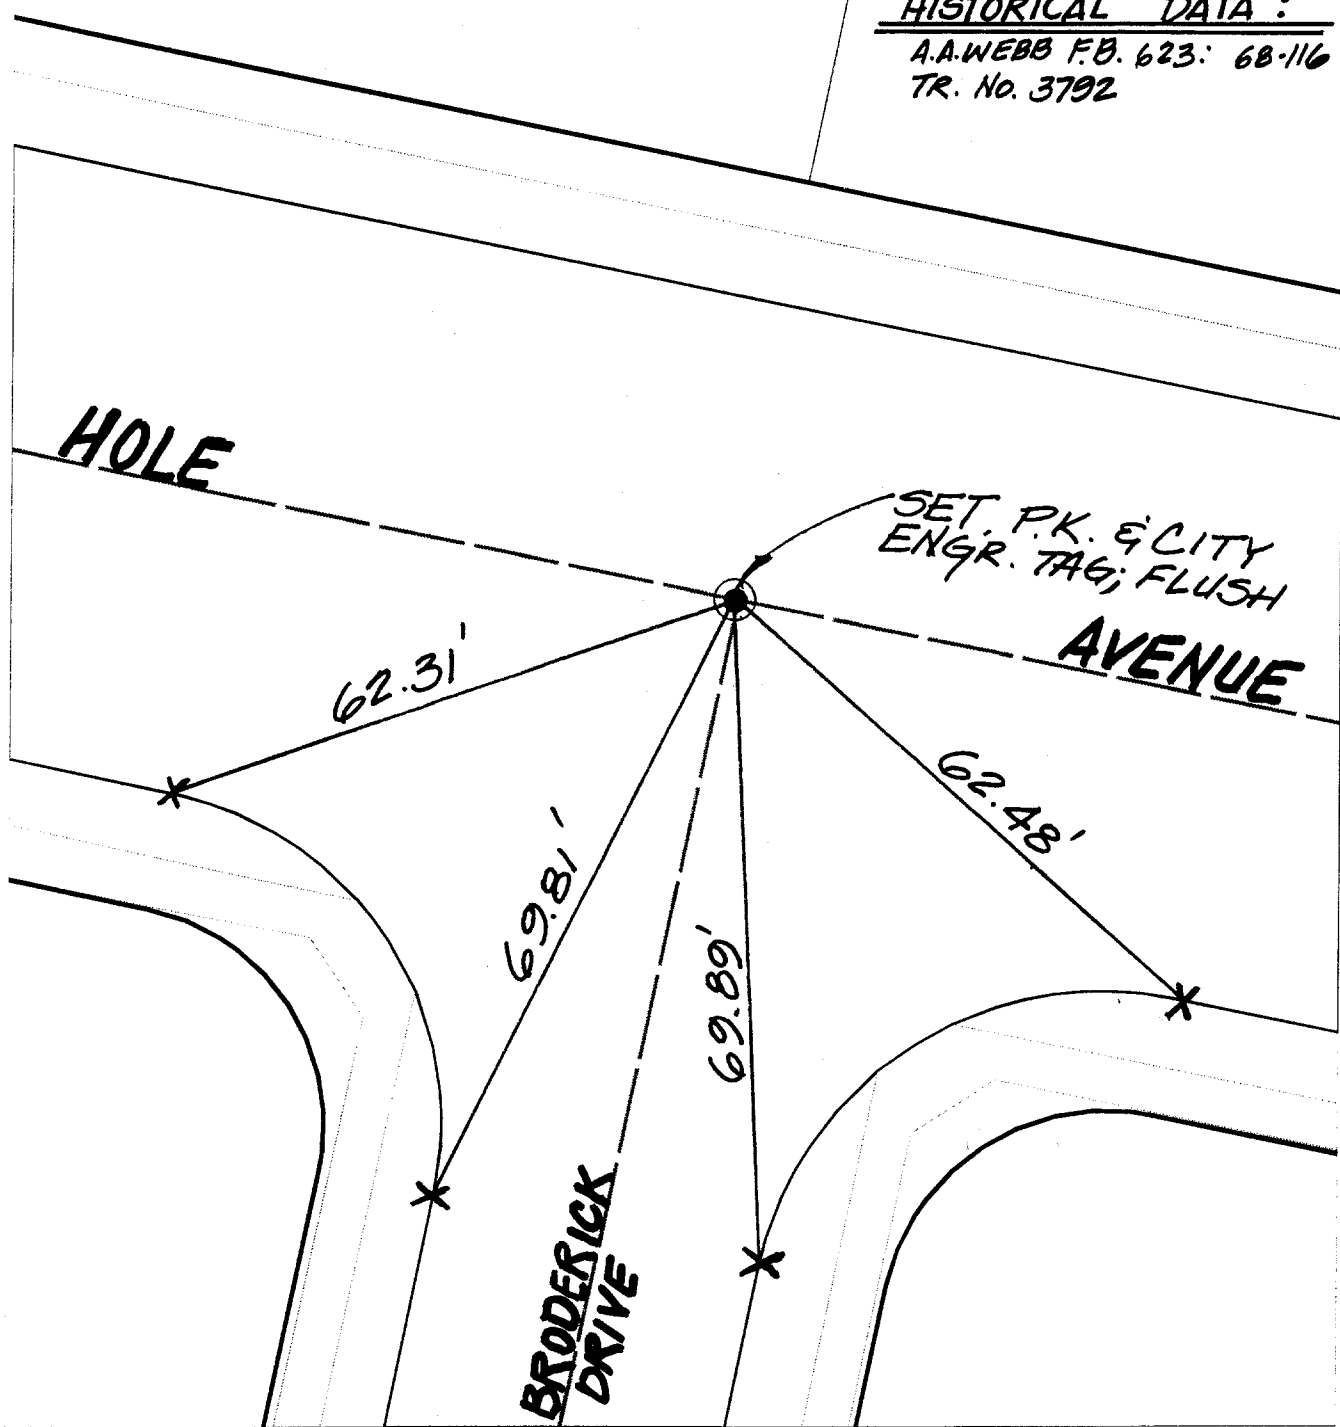 HISTORICAL DATA :
A.A.WEBB F.B. 623: 68-116
TR. No. 3792
HOLE
SET. P.K. & CITY
ENGR. TAG; FLUSH
AVENUE
62.31'
62.48'
69.81'
69.89'
BRODERICK
DRIVE